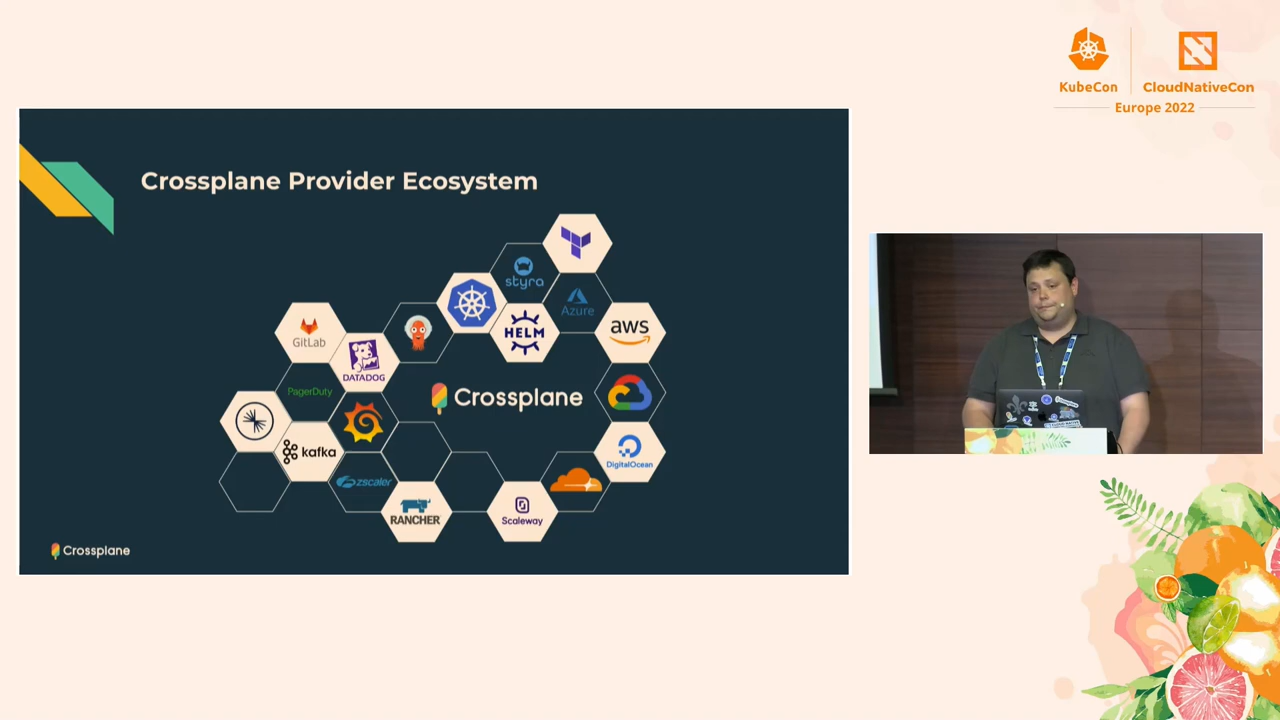 KubeCon
CloudNativeCon
Europe 2022
Crossplane Provider Ecosystem
styra
Azure
HELM
aws
GitLab
DATADOG
PagerDuty
Crossplane
kafka
zscaler
DigitalOcean
RANCHER
Scaleway
Crossplane